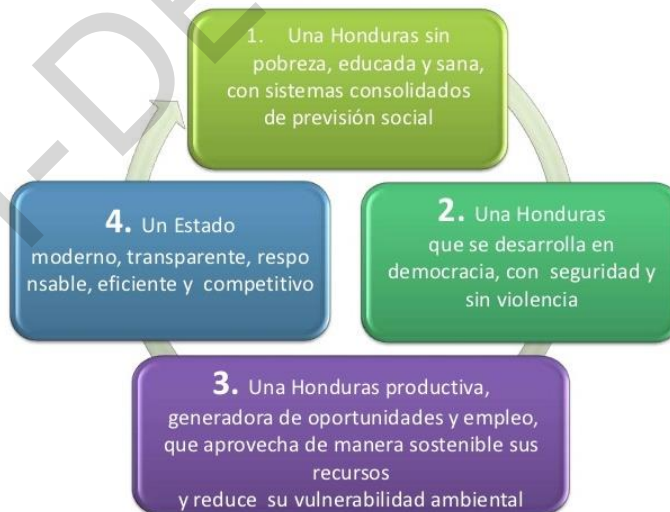 1. Una Honduras sin
pobreza, educada y sana,
con sistemas consolidados
de previsión social
2. Una Honduras
que se desarrolla en
democracia, con seguridad y
sin violencia
3. Una Honduras productiva,
generadora de oportunidades y empleo,
que aprovecha de manera sostenible sus
recursos
y reduce su vulnerabilidad ambiental
4. Un Estado
moderno, transparente, respo
nsable, eficiente y competitivo